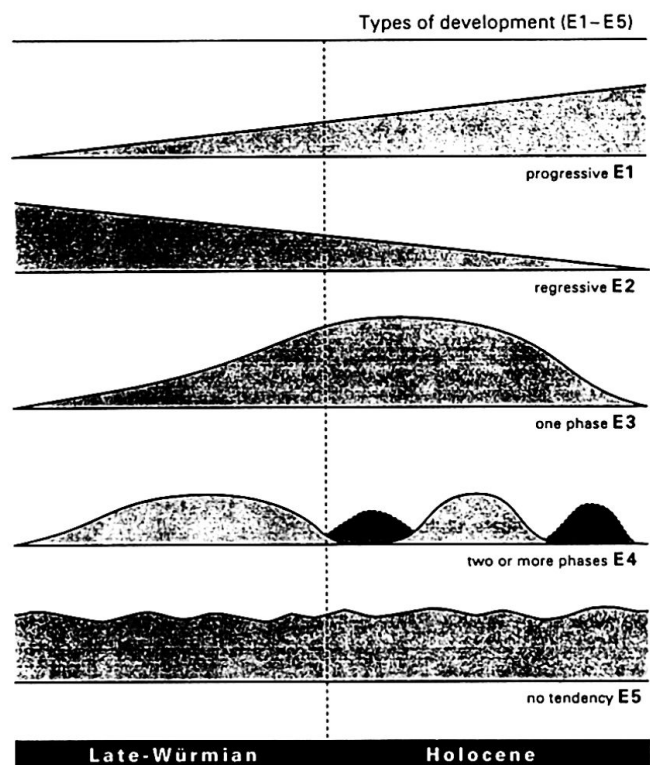 Types of development (E1–E5)
progressive E1
regressive E2
one phase E3
two or more phases E4
no tendency E5
Late-Würmian Holocene